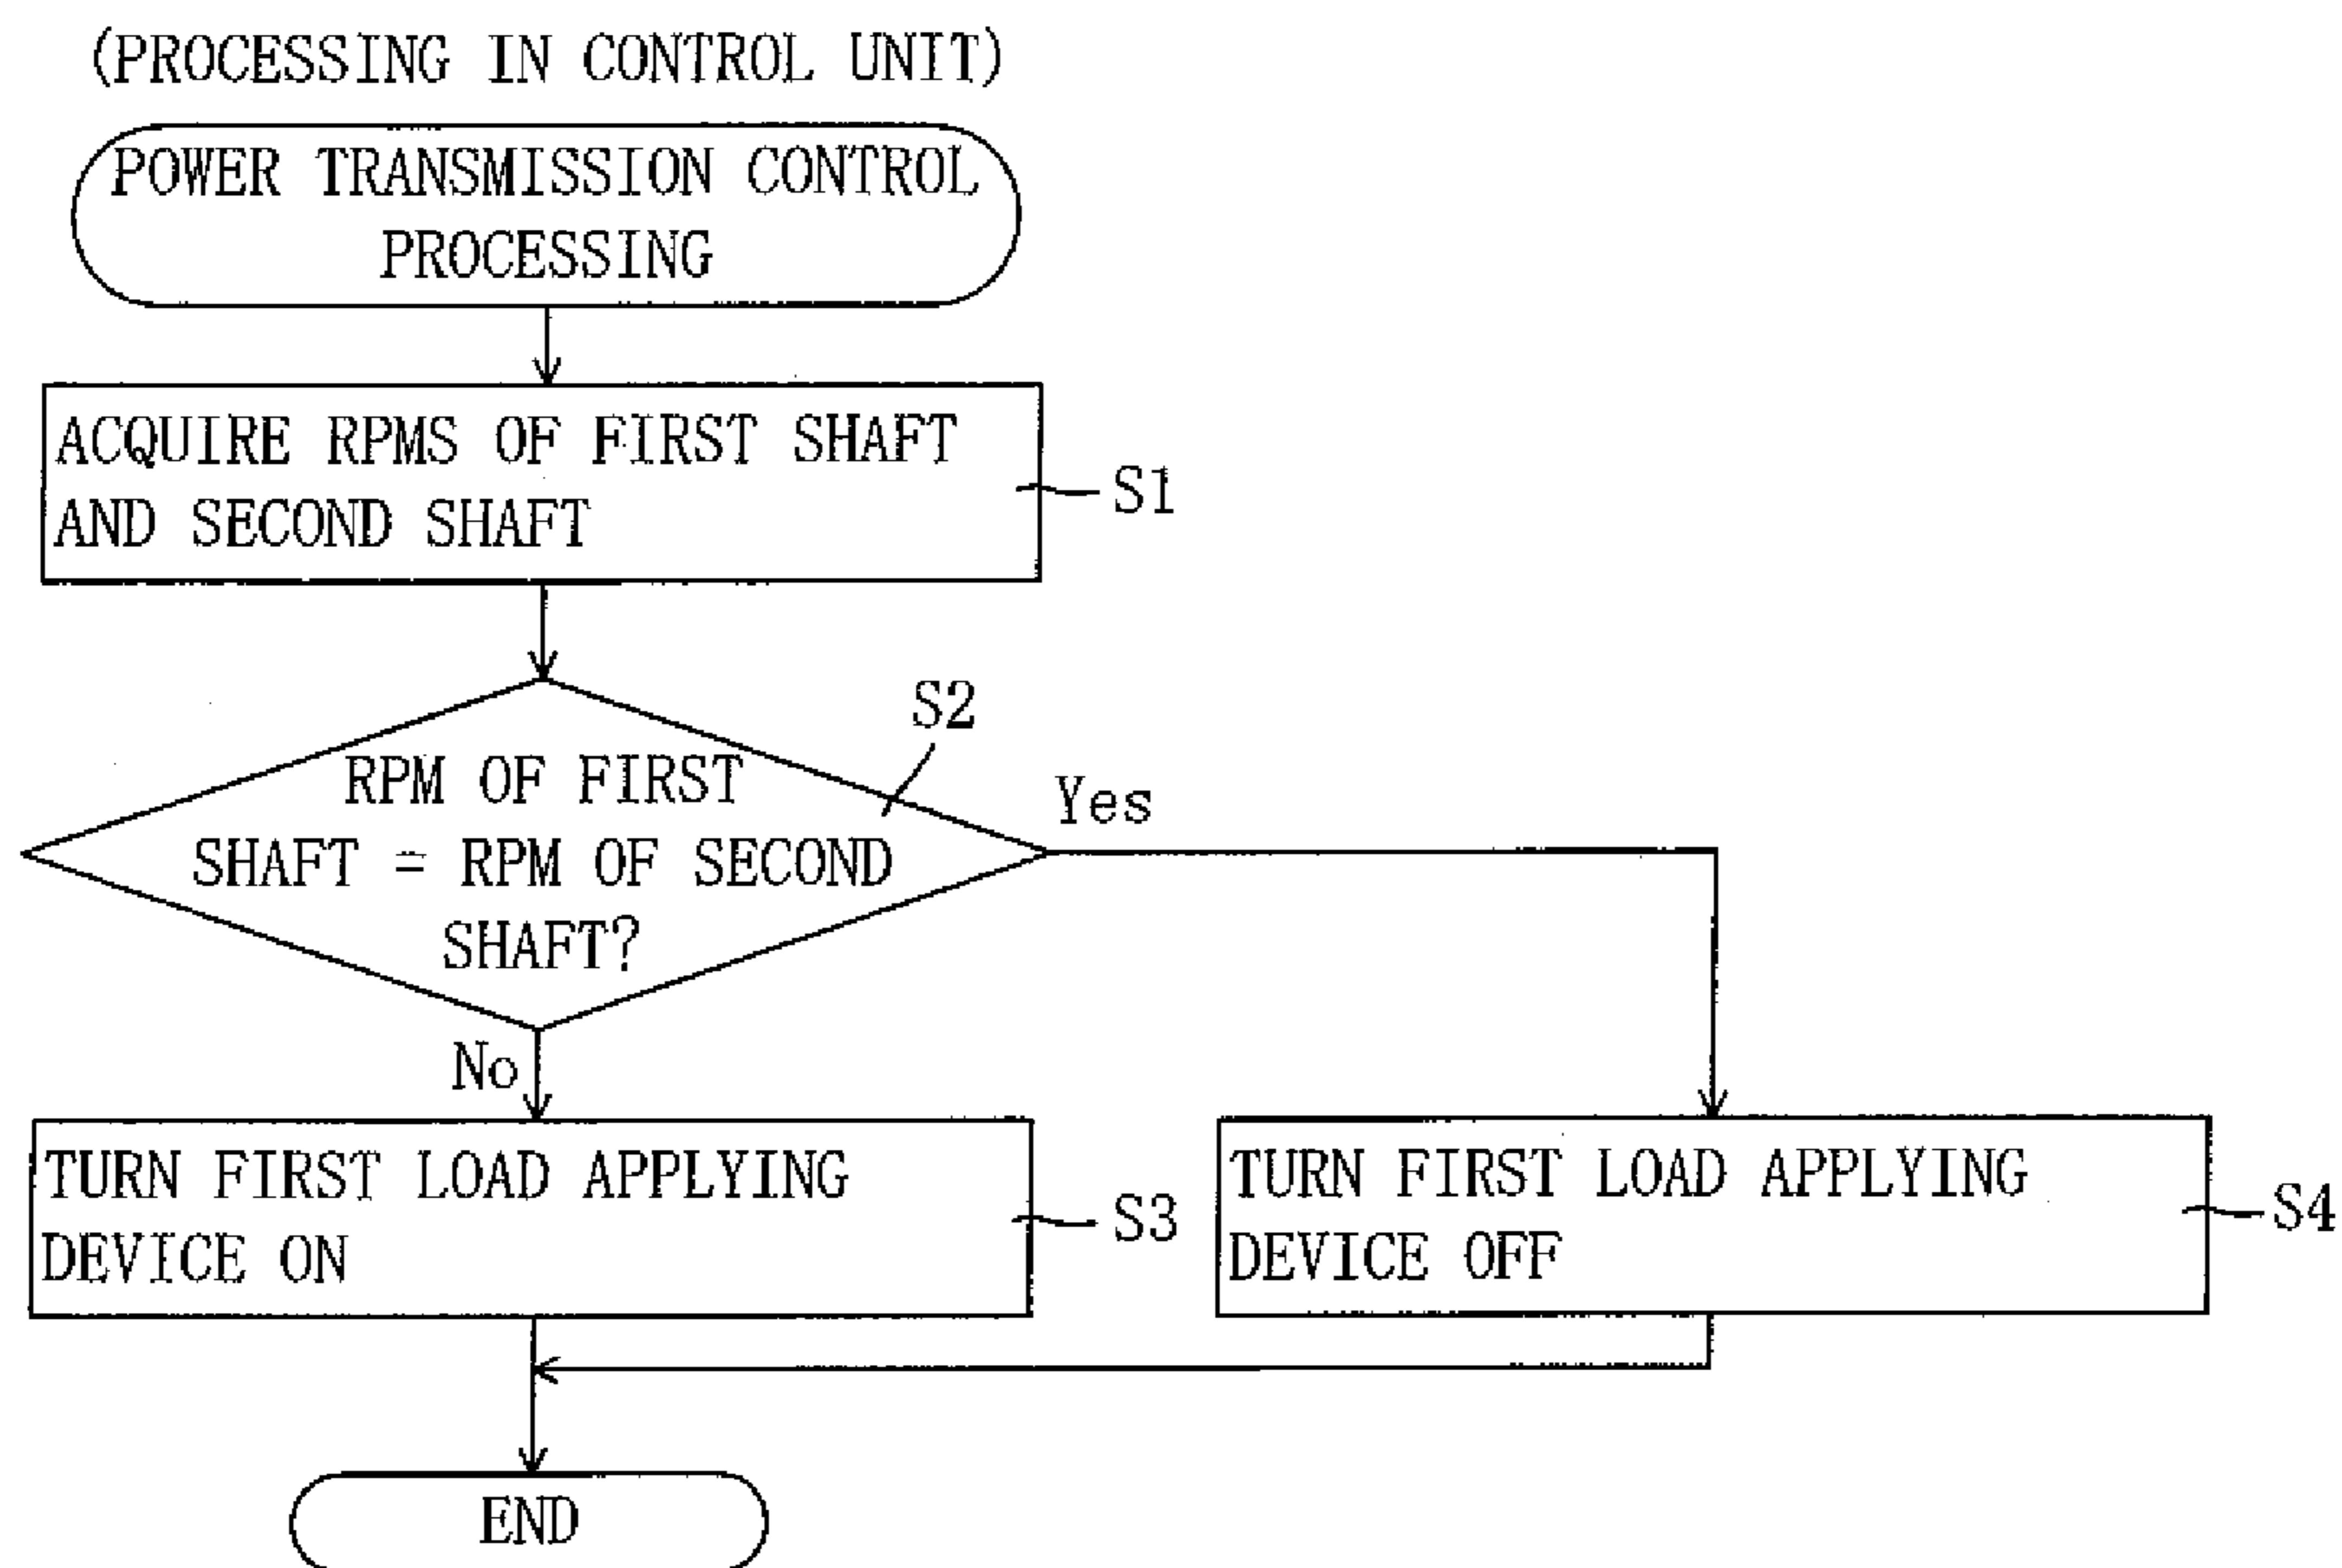 (PROCESSING IN CONTROL UNIT)
POWER TRANSMISSION CONTROL
PROCESSING
ACQUIRE RPMS OF FIRST SHAFT
AND SECOND SHAFT
S1
S2
RPM OF FIRST
SHAFT = RPM OF SECOND
SHAFT?
Yes
No
TURN FIRST LOAD APPLYING
DEVICE ON
S3
TURN FIRST LOAD APPLYING
DEVICE OFF
S4
END